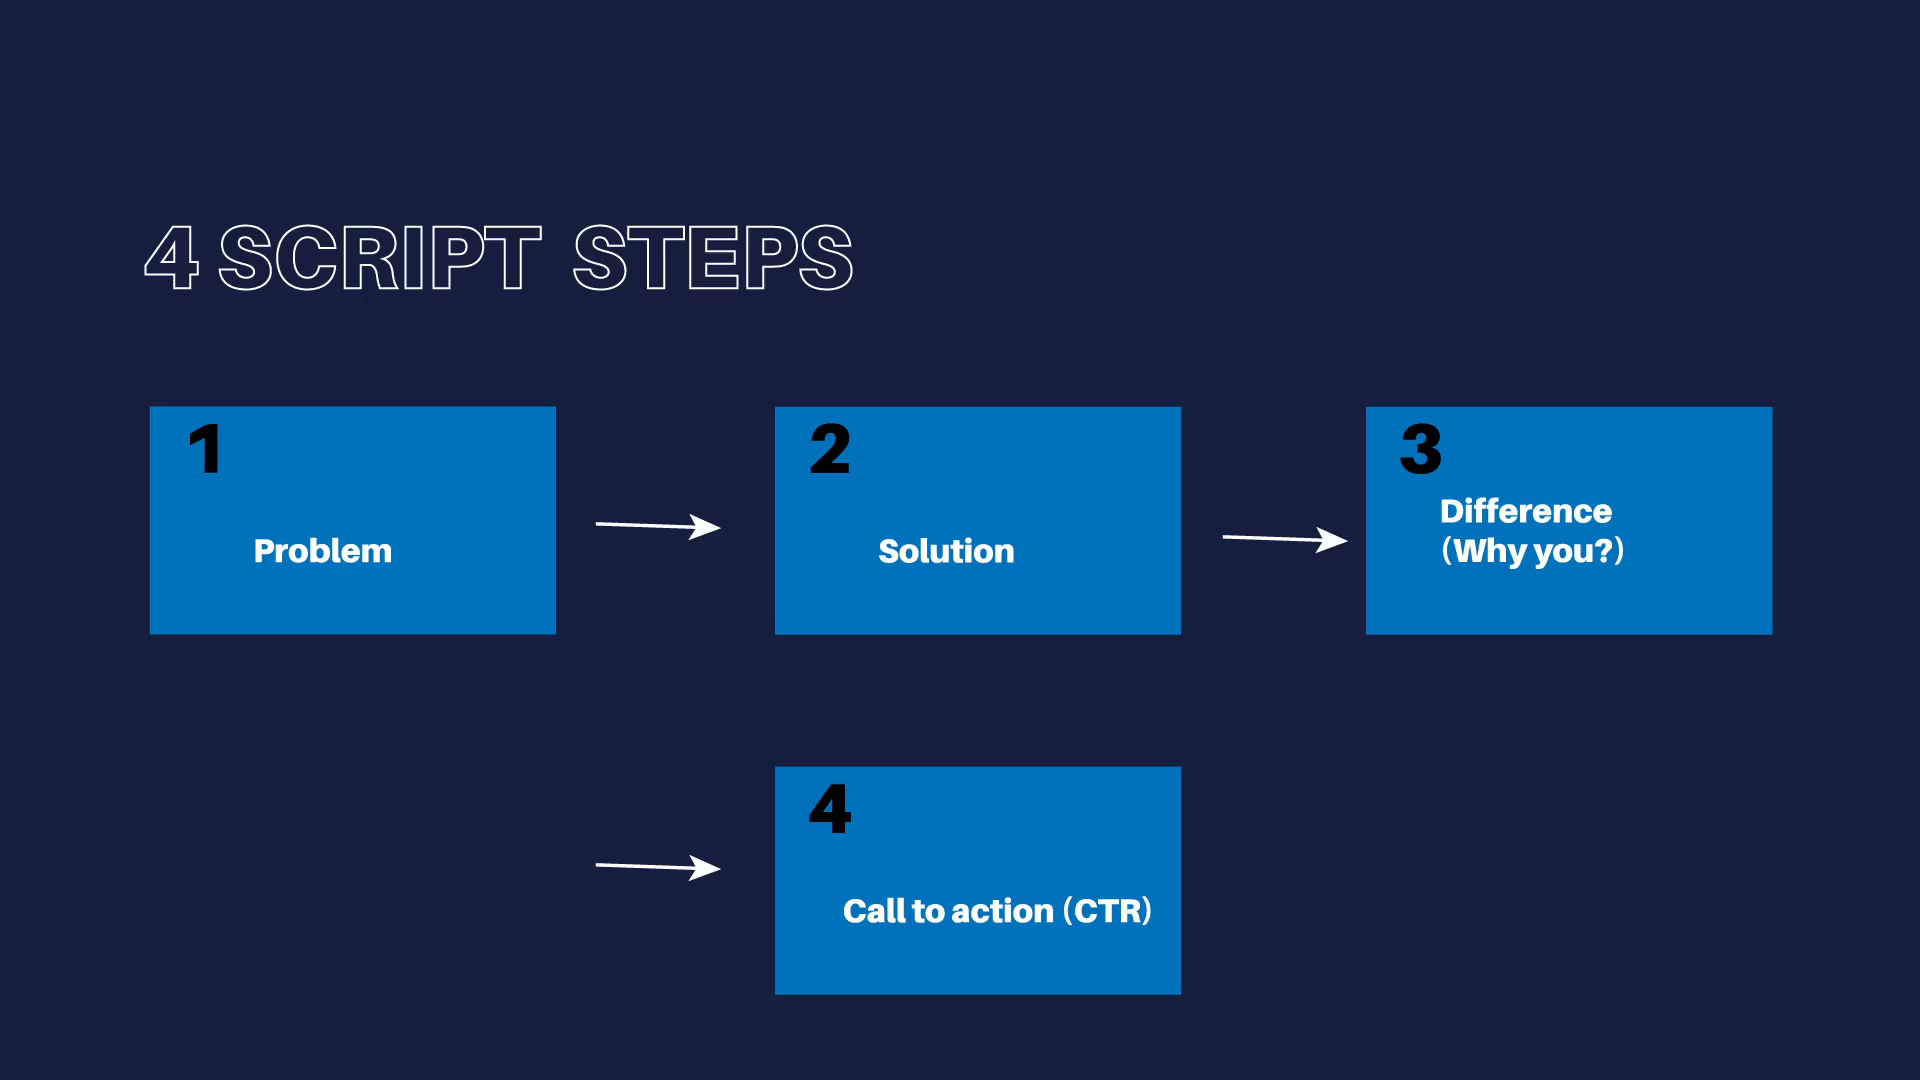 4 SCRIPT STEPS
1
Problem
2
Solution
3
Difference
(Why you?)
4
Call to action (CTR)